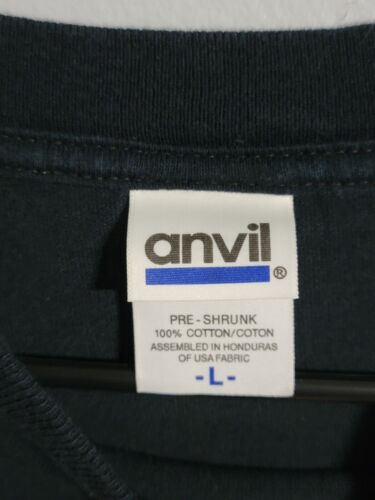 anvil
®
PRE-SHRUNK
100% COTTON/COTON
ASSEMBLED IN HONDURAS
OF USA FABRIC
-L-